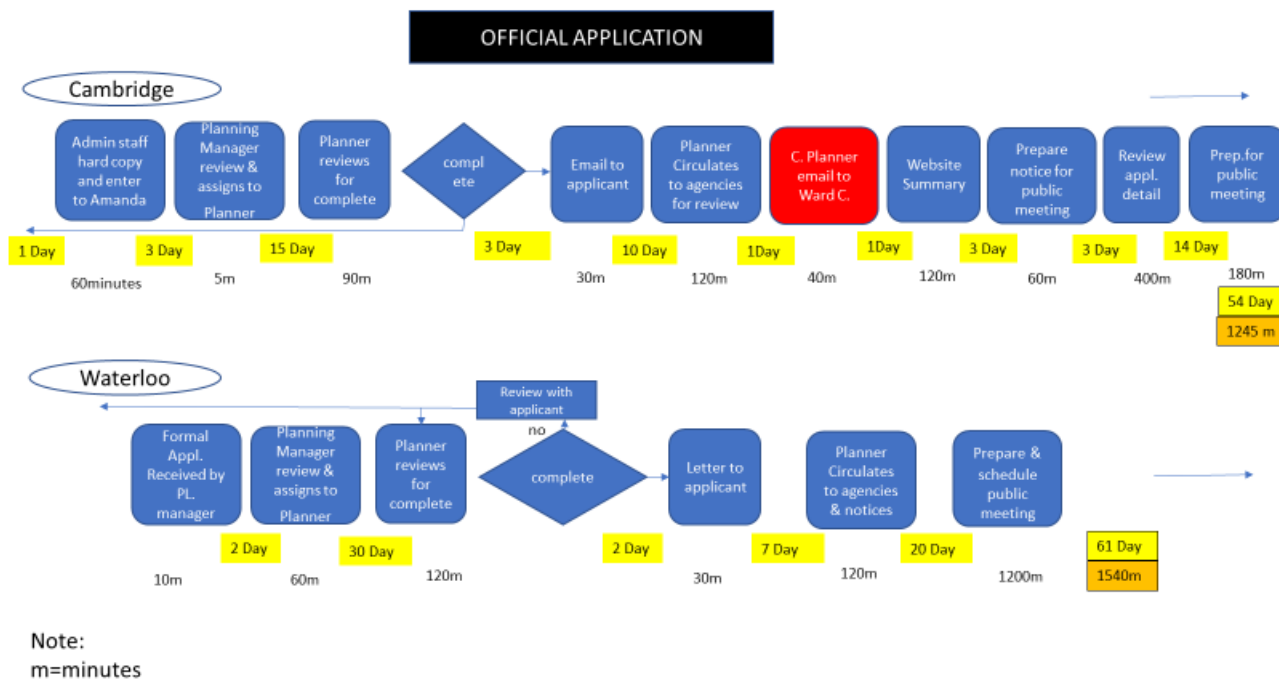 OFFICIAL APPLICATION
Cambridge
Admin staff
hard copy
and enter
to Amanda
Planning
Manager
review &
assigns to
Planner
Planner
reviews
for
complete
compl
ete
Email to
applicant
Planner
Circulates
to agencies
for review
C. Planner
email to
Ward C.
Website
Summary
Prepare
notice for
public
meeting
Review
appl.
detail
Prep.for
public
meeting
1 Day
3 Day
15 Day
3 Day
10 Day
1Day
1Day
3 Day
3 Day
14 Day
60minutes
5m
90m
30m
120m
40m
120m
60m
400m
180m
54 Day
1245 m
Waterloo
Review with
applicant
no
Formal
Appl.
Received by
PL.
manager
Planning
Manager
review &
assigns to
Planner
Planner
reviews
for
complete
complete
Letter to
applicant
Planner
Circulates
to agencies
& notices
Prepare &
schedule
public
meeting
2 Day
30 Day
2 Day
7 Day
20 Day
61 Day
10m
60m
120m
30m
120m
1200m
1540m
Note:
m=minutes